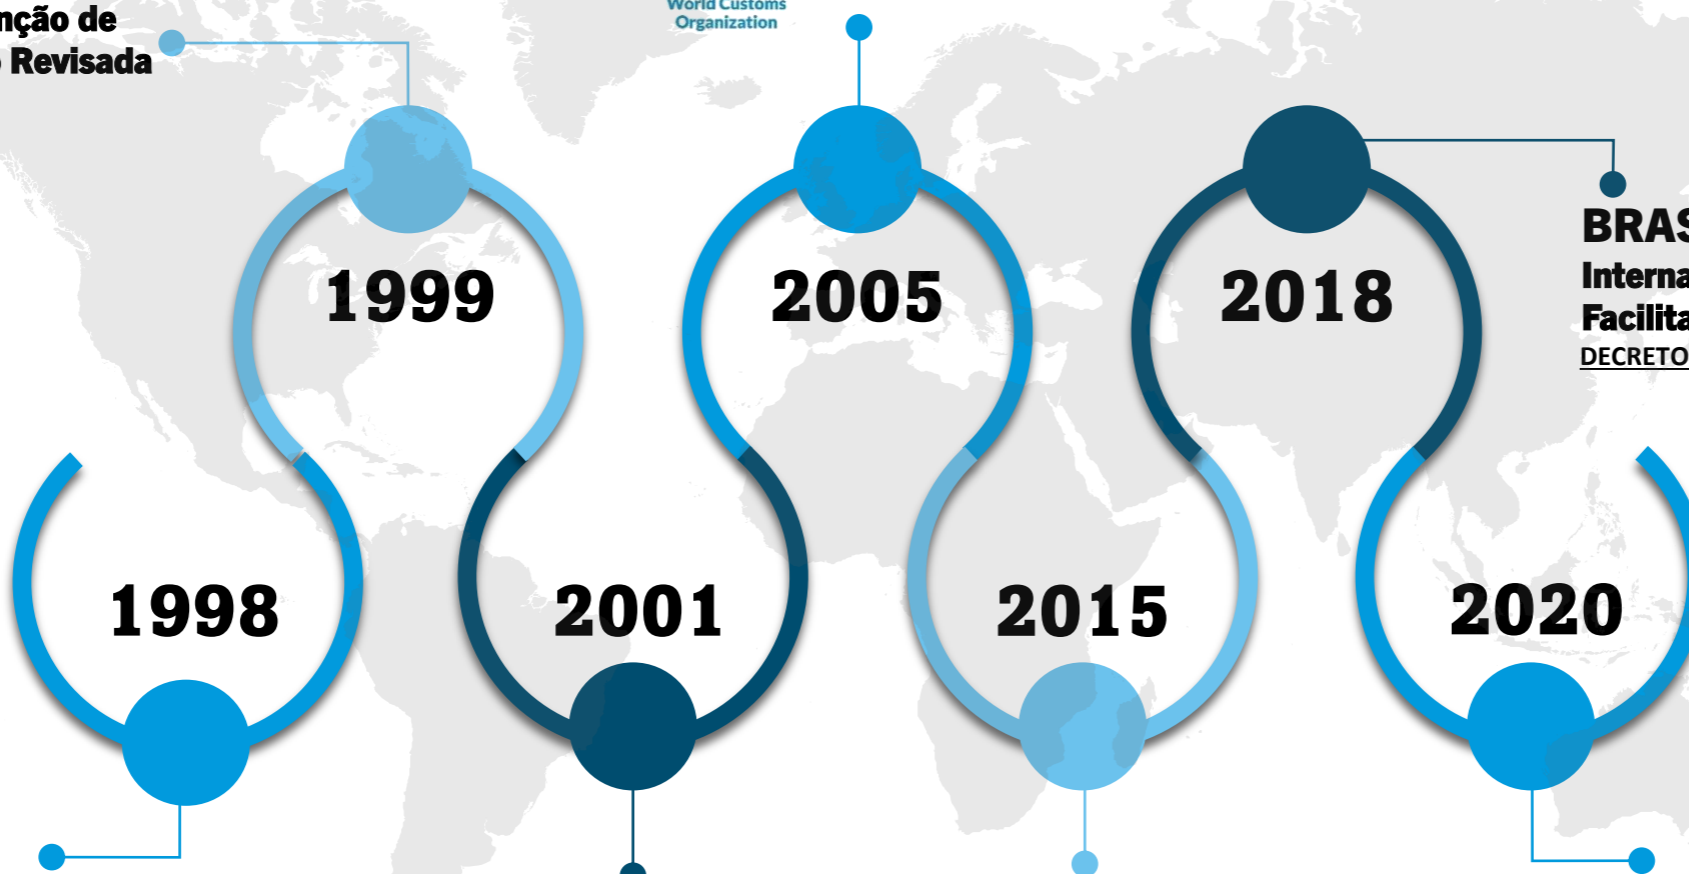 nção de
Revisada
World Customs
Organization
1999
2005
2018
BRAS
Interna
Facilita
DECRETO
1998
2001
2015
2020